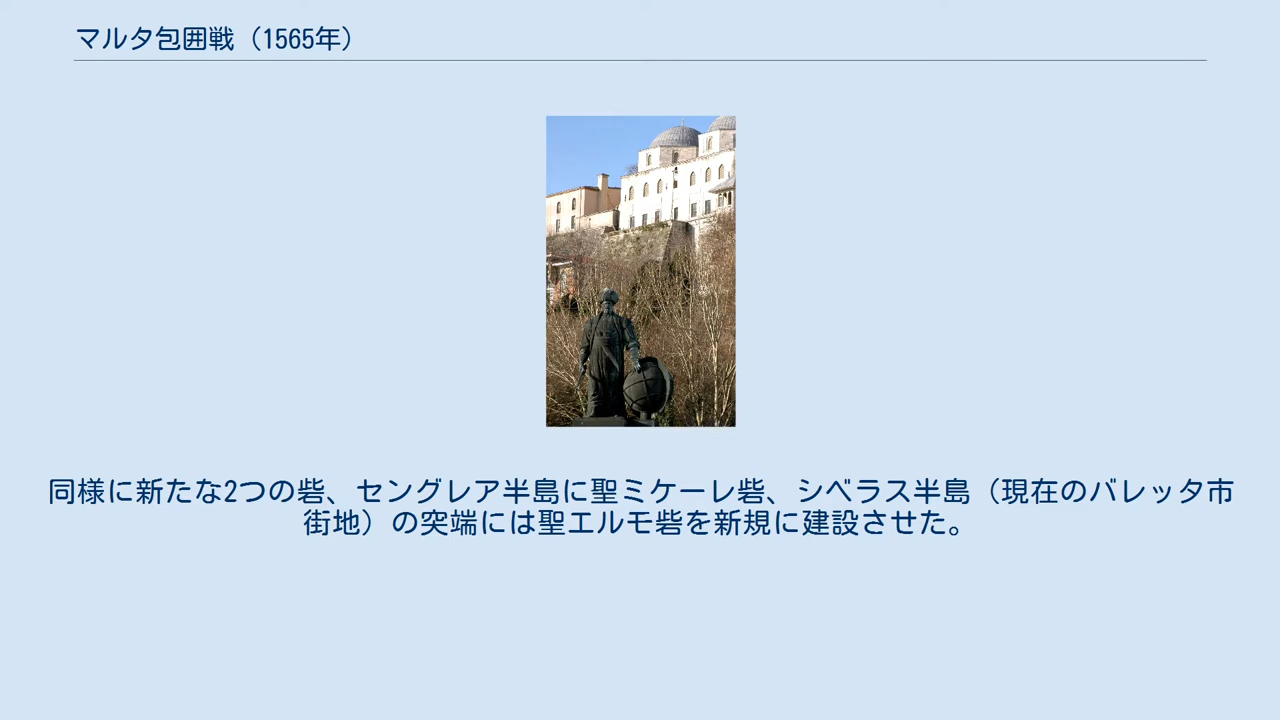 マルタ包囲戦（1565年）
同様に新たな2つの砦、セングレア半島に聖ミケーレ砦、シベラス半島（現在のバレッタ市
街地）の突端には聖エルモ砦を新規に建設させた。